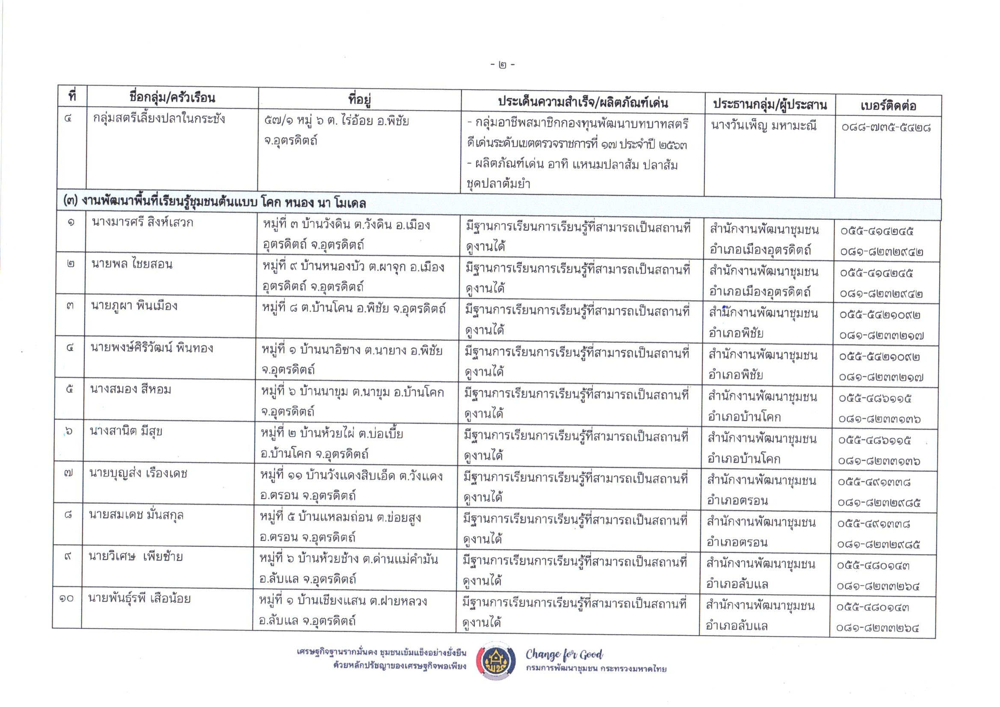 - ๒ -
ที่ ชื่อกลุ่ม/ครัวเรือน ที่อยู่ ประเด็นความสำเร็จ/ผลิตภัณฑ์เด่น ประธานกลุ่ม/ผู้ประสาน เบอร์ติดต่อ
๔ กลุ่มสตรีเลี้ยงปลาในกระชัง ๕๗/๑ หมู่ ๖ ต. ไร่อ้อย อ.พิชัย - กลุ่มอาชีพสมาชิกกองทุนพัฒนาบทบาทสตรี นางวันเพ็ญ มหามะณี ๐๘๘-๗๓๕-๕๔๒๘
จ.อุตรดิตถ์ ดีเด่นระดับเขตตรวจราชการที่ ๑๗ ประจำปี ๒๕๖๓
- ผลิตภัณฑ์เด่น อาทิ แหนมปลาส้ม ปลาส้ม
ชุดปลาต้มยำ
(๓) งานพัฒนาพื้นที่เรียนรู้ชุมชนต้นแบบ โคก หนอง นา โมเดล
๑ นางมารศรี สิงห์เสวก หมู่ที่ ๓ บ้านวังดิน ต.วังดิน อ.เมือง มีฐานการเรียนการเรียนรู้ที่สามารถเป็นสถานที่ สำนักงานพัฒนาชุมชน ๐๕๕-๔๑๔๒๔๕
อุตรดิตถ์ จ.อุตรดิตถ์ ดูงานได้ อำเภอเมืองอุตรดิตถ์ ๐๘๑-๘๒๓๒๙๔๒
๒ นายพล ไชยสอน หมู่ที่ ๙ บ้านหนองบัว ต.ผาจุก อ.เมือง มีฐานการเรียนการเรียนรู้ที่สามารถเป็นสถานที่ สำนักงานพัฒนาชุมชน ๐๕๕-๔๑๔๒๔๕
อุตรดิตถ์ จ.อุตรดิตถ์ ดูงานได้ อำเภอเมืองอุตรดิตถ์ ๐๘๑-๘๒๓๒๙๔๒
๓ นายภูผา พินเมือง หมู่ที่ ๘ ต.บ้านโคน อ.พิชัย จ.อุตรดิตถ์ มีฐานการเรียนการเรียนรู้ที่สามารถเป็นสถานที่ สำนักงานพัฒนาชุมชน ๐๕๕-๕๔๒๑๐๙๒
ดูงานได้ อำเภอพิชัย ๐๘๑-๘๒๓๓๒๑๗
๔ นายพงษ์ศิริวัฒน์ พินทอง หมู่ที่ ๑ บ้านนาอิซาง ต.นายาง อ.พิชัย มีฐานการเรียนการเรียนรู้ที่สามารถเป็นสถานที่ สำนักงานพัฒนาชุมชน ๐๕๕-๕๔๒๑๐๙๒
จ.อุตรดิตถ์ ดูงานได้ อำเภอพิชัย ๐๘๑-๘๒๓๓๒๑๗
๕ นางสมอง สีหอม หมู่ที่ ๖ บ้านนาขุม ต.นาขุม อ.บ้านโคก มีฐานการเรียนการเรียนรู้ที่สามารถเป็นสถานที่ สำนักงานพัฒนาชุมชน ๐๕๕-๔๘๖๑๑๕
จ.อุตรดิตถ์ ดูงานได้ อำเภอบ้านโคก ๐๘๑-๘๒๓๓๑๓๖
๖ นางสานิต มีสุข หมู่ที่ ๒ บ้านห้วยไผ่ ต.บ่อเบี้ย มีฐานการเรียนการเรียนรู้ที่สามารถเป็นสถานที่ สำนักงานพัฒนาชุมชน ๐๕๕-๔๘๖๑๑๕
อ.บ้านโคก จ.อุตรดิตถ์ ดูงานได้ อำเภอบ้านโคก ๐๘๑-๘๒๓๓๑๓๖
๗ นายบุญส่ง เรืองเดช หมู่ที่ ๑๑ บ้านวังแดงสิบเอ็ด ต.วังแดง มีฐานการเรียนการเรียนรู้ที่สามารถเป็นสถานที่ สำนักงานพัฒนาชุมชน ๐๕๕-๔๙๑๓๓๘
อ.ตรอน จ.อุตรดิตถ์ ดูงานได้ อำเภอตรอน ๐๘๑-๘๒๓๒๙๘๕
๘ นายสมเดช มั่นสกุล หมู่ที่ ๕ บ้านแหลมถ่อน ต.ข่อยสูง มีฐานการเรียนการเรียนรู้ที่สามารถเป็นสถานที่ สำนักงานพัฒนาชุมชน ๐๕๕-๔๙๑๓๓๘
อ.ตรอน จ.อุตรดิตถ์ ดูงานได้ อำเภอตรอน ๐๘๑-๘๒๓๒๙๘๕
๙ นายวิเศษ เพียช้าย หมู่ที่ ๖ บ้านห้วยช้าง ต.ด่านแม่คำมัน มีฐานการเรียนการเรียนรู้ที่สามารถเป็นสถานที่ สำนักงานพัฒนาชุมชน ๐๕๕-๔๘๐๑๔๓
อ.ลับแล จ.อุตรดิตถ์ ดูงานได้ อำเภอลับแล ๐๘๑-๘๒๓๓๒๖๔
๑๐ นายพันธุ์รพี เสือน้อย หมู่ที่ ๑ บ้านเชียงแสน ต.ฝายหลวง มีฐานการเรียนการเรียนรู้ที่สามารถเป็นสถานที่ สำนักงานพัฒนาชุมชน ๐๕๕-๔๘๐๑๔๓
อ.ลับแล จ.อุตรดิตถ์ ดูงานได้ อำเภอลับแล ๐๘๑-๘๒๓๓๒๖๔
เศรษฐกิจฐานรากมั่นคง ชุมชนเข้มแข็งอย่างยั่งยืน Change for Good
ด้วยหลักปรัชญาของเศรษฐกิจพอเพียง พช กรมการพัฒนาชุมชน กระทรวงมหาดไทย